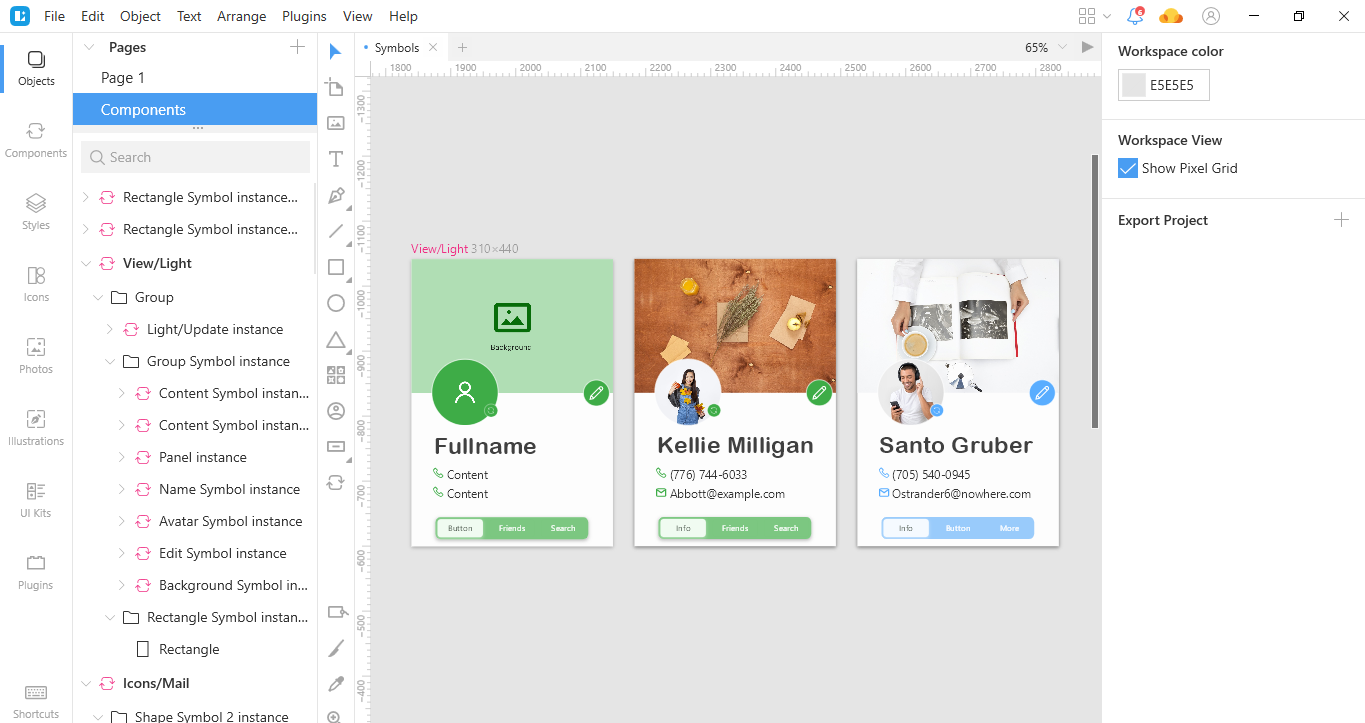 File Edit Object Text Arrange Plugins View Help
6
Objects
Components
Styles
Icons
Photos
Illustrations
UI Kits
Plugins
Shortcuts
Pages
Page 1
Components
Search
Rectangle Symbol instance...
Rectangle Symbol instance...
View/Light
Group
Light/Update instance
Group Symbol instance
Content Symbol instan...
Content Symbol instan...
Panel instance
Name Symbol instance
Avatar Symbol instance
Edit Symbol instance
Background Symbol in...
Rectangle Symbol instan...
Rectangle
Icons/Mail
Shape Symbol 2 instance
Symbols
65%
1800 1900 2000 2100 2200 2300 2400 2500 2600 2700 2800
-1300
-1200
-1100
-1000
-900
-800
-700
-600
-500
-400
View/Light 310×440
Background
Fullname
Content
Content
Button Friends Search
Kellie Milligan
(776) 744-6033
Abbott@example.com
Info Friends Search
Santo Gruber
(705) 540-0945
Ostrander6@nowhere.com
Info Button More
Workspace color
E5E5E5
Workspace View
Show Pixel Grid
Export Project